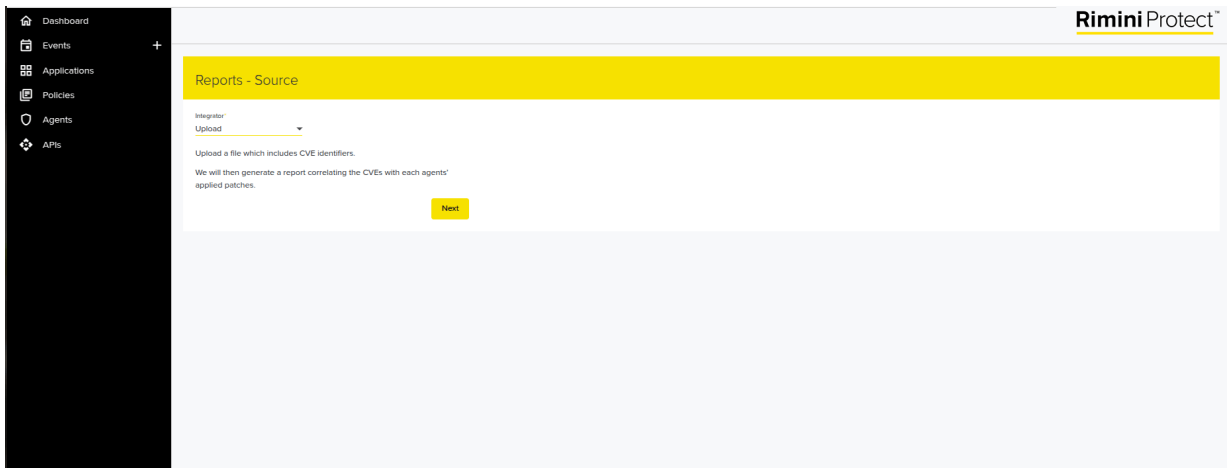 Dashboard
Events +
Applications
Policies
Agents
APIs
Rimini Protect™
Reports - Source
Integrator*
Upload
Upload a file which includes CVE identifiers.
We will then generate a report correlating the CVEs with each agents'
applied patches.
Next